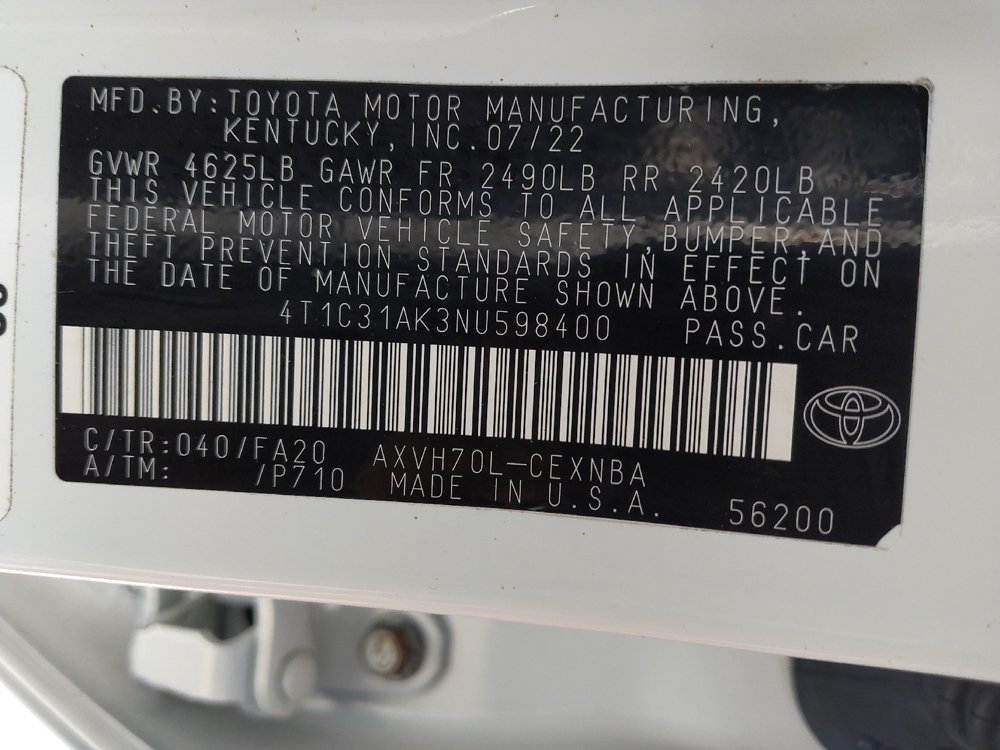 MFD.BY:TOYOTA MOTOR MANUFACTURING,
KENTUCKY,INC.07/22
GVWR 4625LB GAWR FR 2490LB RR 2420LB
THIS VEHICLE CONFORMS TO ALL APPLICABLE
FEDERAL MOTOR VEHICLE SAFETY,BUMPER,AND
THEFT PREVENTION STANDARDS IN EFFECT ON
THE DATE OF MANUFACTURE SHOWN ABOVE.
4T1C31AK3NU598400 PASS.CAR
C/TR:040/FA20 AXVH70L-CEXNBA
A/TM: /P710 MADE IN U.S.A. 56200